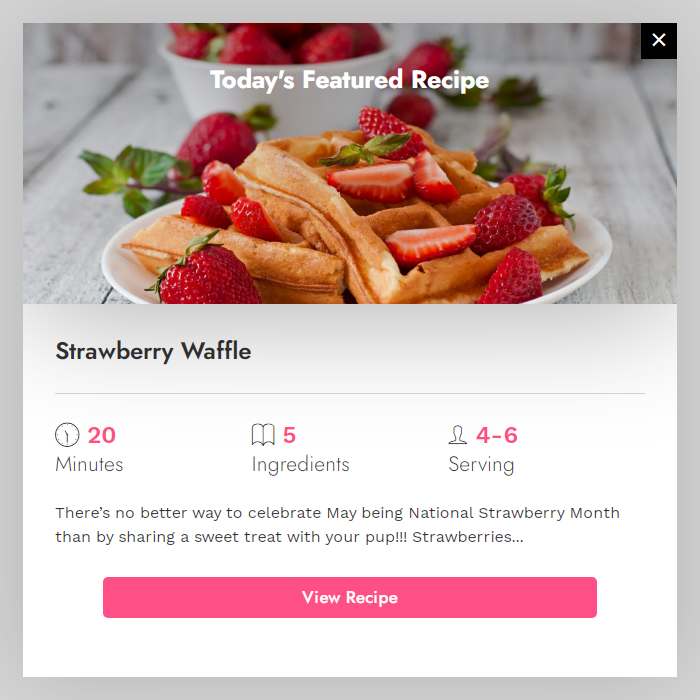 ✕
Today's Featured Recipe
Strawberry Waffle
20 5 4-6
Minutes Ingredients Serving
There's no better way to celebrate May being National Strawberry Month
than by sharing a sweet treat with your pup!!! Strawberries...
View Recipe